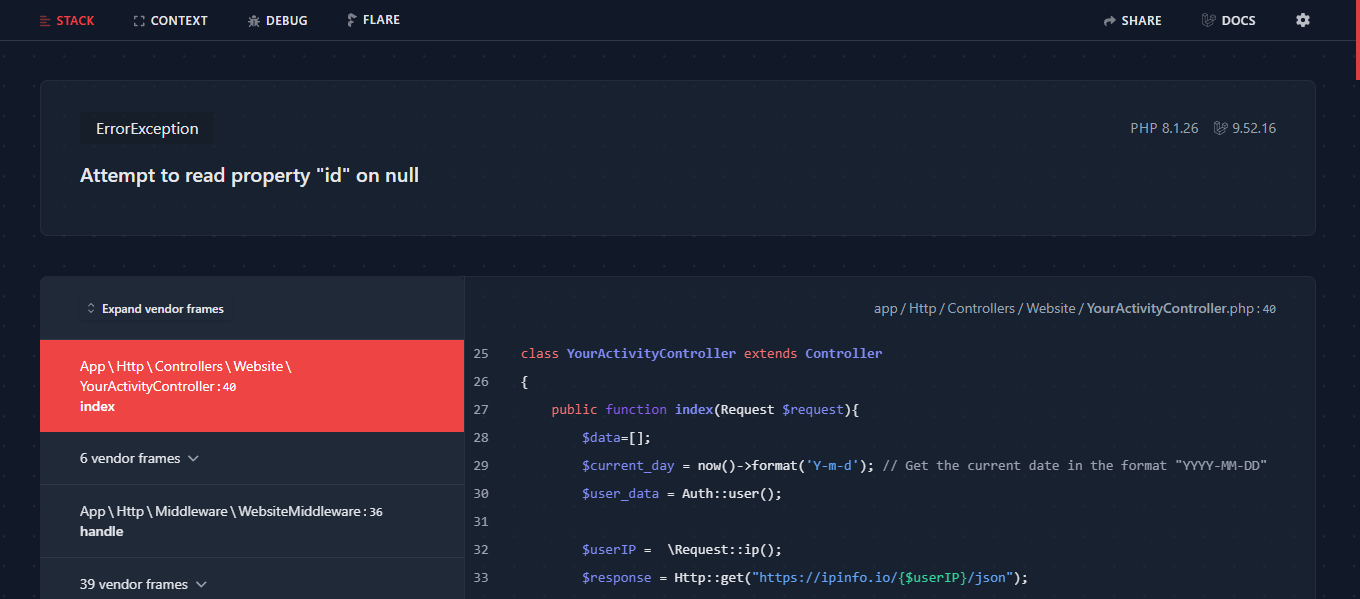 STACK CONTEXT DEBUG FLARE SHARE DOCS
ErrorException
PHP 8.1.26 9.52.16
Attempt to read property "id" on null
Expand vendor frames
App\Http\Controllers\Website\
YourActivityController:40
index
6 vendor frames
App\Http\Middleware\WebsiteMiddleware:36
handle
39 vendor frames
app/Http/Controllers/Website/YourActivityController.php:40
25 class YourActivityController extends Controller
26 {
27     public function index(Request $request){
28         $data=[];
29         $current_day = now()->format('Y-m-d'); // Get the current date in the format "YYYY-MM-DD"
30         $user_data = Auth::user();
31
32         $userIP =  \Request::ip();
33         $response = Http::get("https://ipinfo.io/{$userIP}/json");